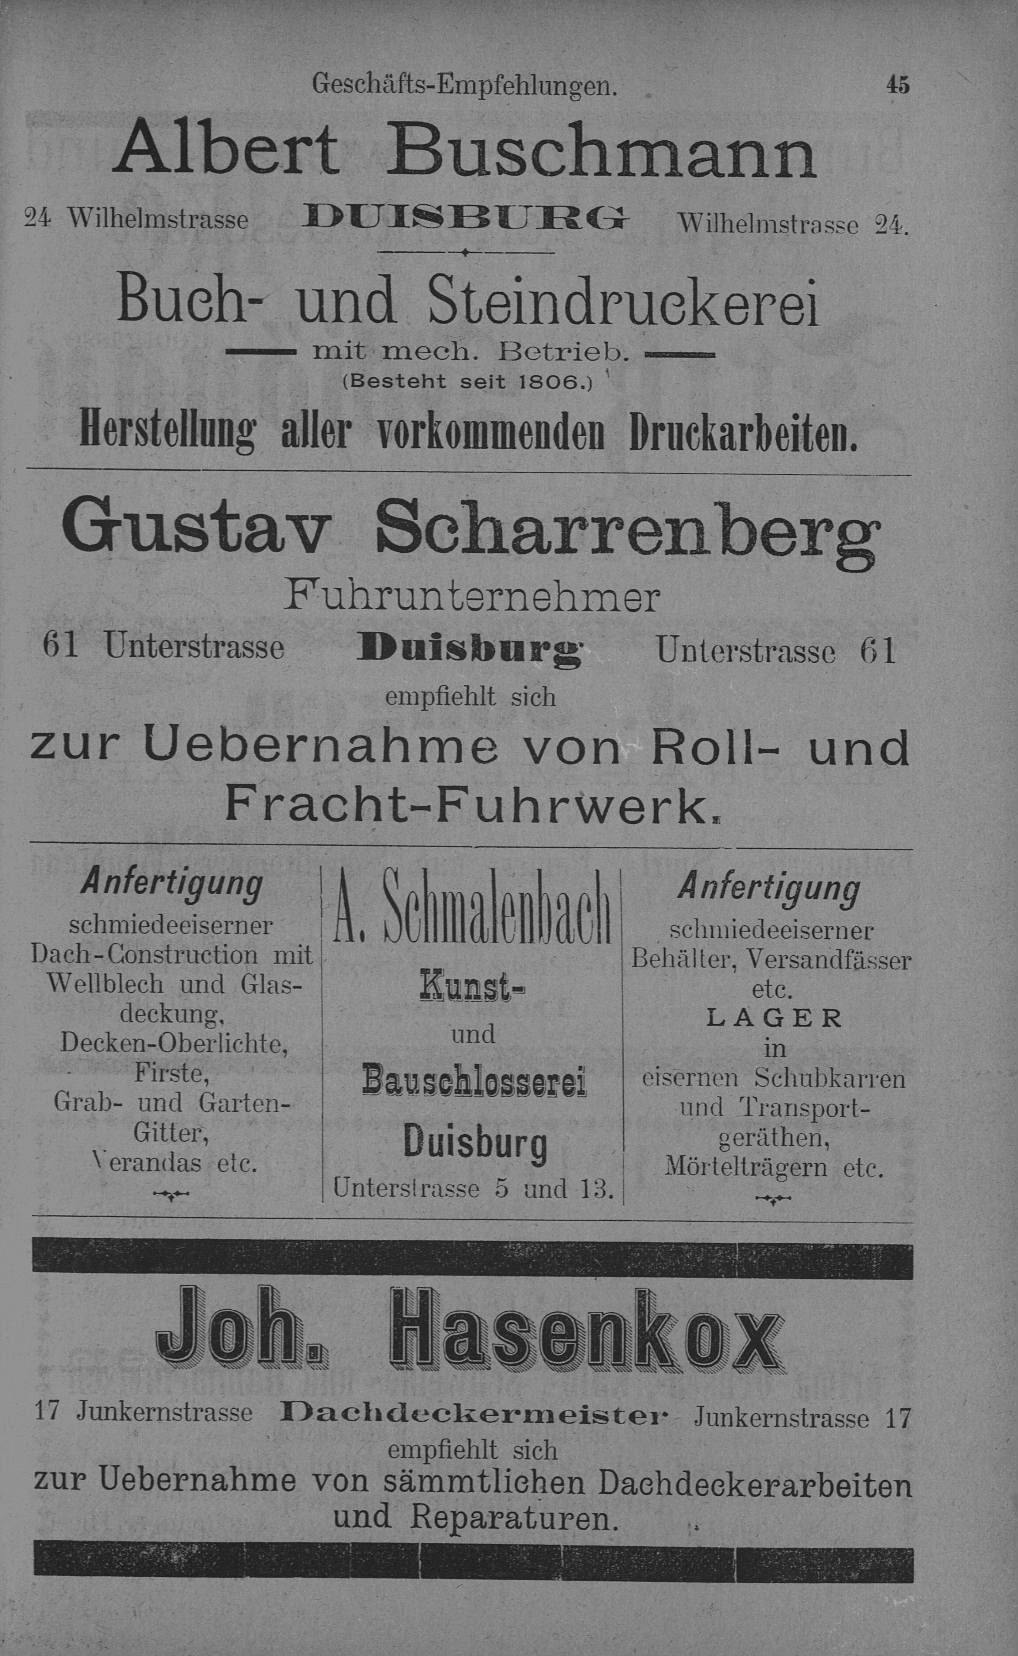 Geschäfts-Empfehlungen. 45
Albert Buschmann
24 Wilhelmstrasse DUISBURG Wilhelmstrasse 24.
Buch- und Steindruckerei
mit mech. Betrieb.
(Besteht seit 1806.)
Herstellung aller vorkommenden Druckarbeiten.
Gustav Scharrenberg
Fuhrunternehmer
61 Unterstrasse Duisburg Unterstrasse 61
empfiehlt sich
zur Uebernahme von Roll- und
Fracht-Fuhrwerk.
Anfertigung
schmiedeeiserner
Dach-Construction mit
Wellblech und Glas-
deckung,
Decken-Oberlichte,
Firste,
Grab- und Garten-
Gitter,
Verandas etc.
A. Schmalenbach
Kunst-
und
Bauschlosserei
Duisburg
Unterstrasse 5 und 13.
Anfertigung
schmiedeeiserner
Behälter, Versandfässer
etc.
LAGER
in
eisernen Schubkarren
und Transport-
geräthen,
Mörtelträgern etc.
Joh. Hasenkox
17 Junkernstrasse Dachdeckermeister Junkernstrasse 17
empfiehlt sich
zur Uebernahme von sämmtlichen Dachdeckerarbeiten
und Reparaturen.